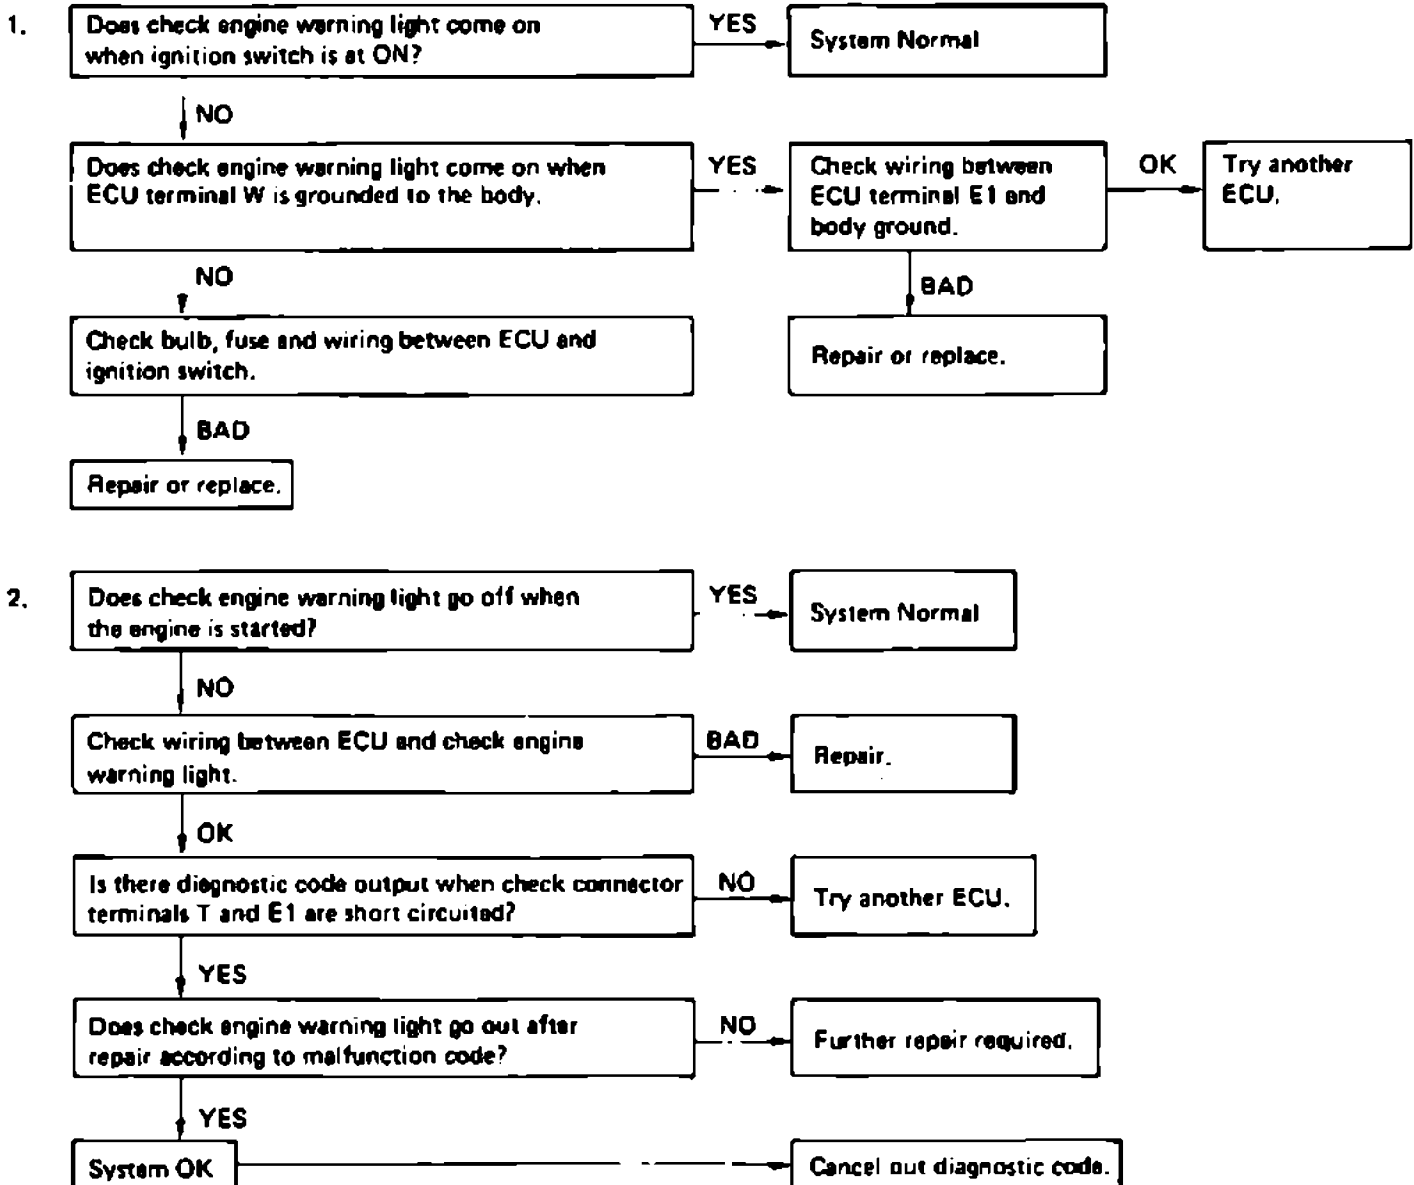 1.
Does check engine warning light come on
when ignition switch is at ON?
YES
System Normal
NO
Does check engine warning light come on when
ECU terminal W is grounded to the body.
YES
Check wiring between
ECU terminal E1 and
body ground.
OK
Try another
ECU.
NO
BAD
Check bulb, fuse and wiring between ECU and
ignition switch.
Repair or replace.
BAD
Repair or replace.
2.
Does check engine warning light go off when
the engine is started?
YES
System Normal
NO
Check wiring between ECU and check engine
warning light.
BAD
Repair.
OK
Is there diagnostic code output when check connector
terminals T and E1 are short circuited?
NO
Try another ECU.
YES
Does check engine warning light go out after
repair according to malfunction code?
NO
Further repair required.
YES
System OK
Cancel out diagnostic code.